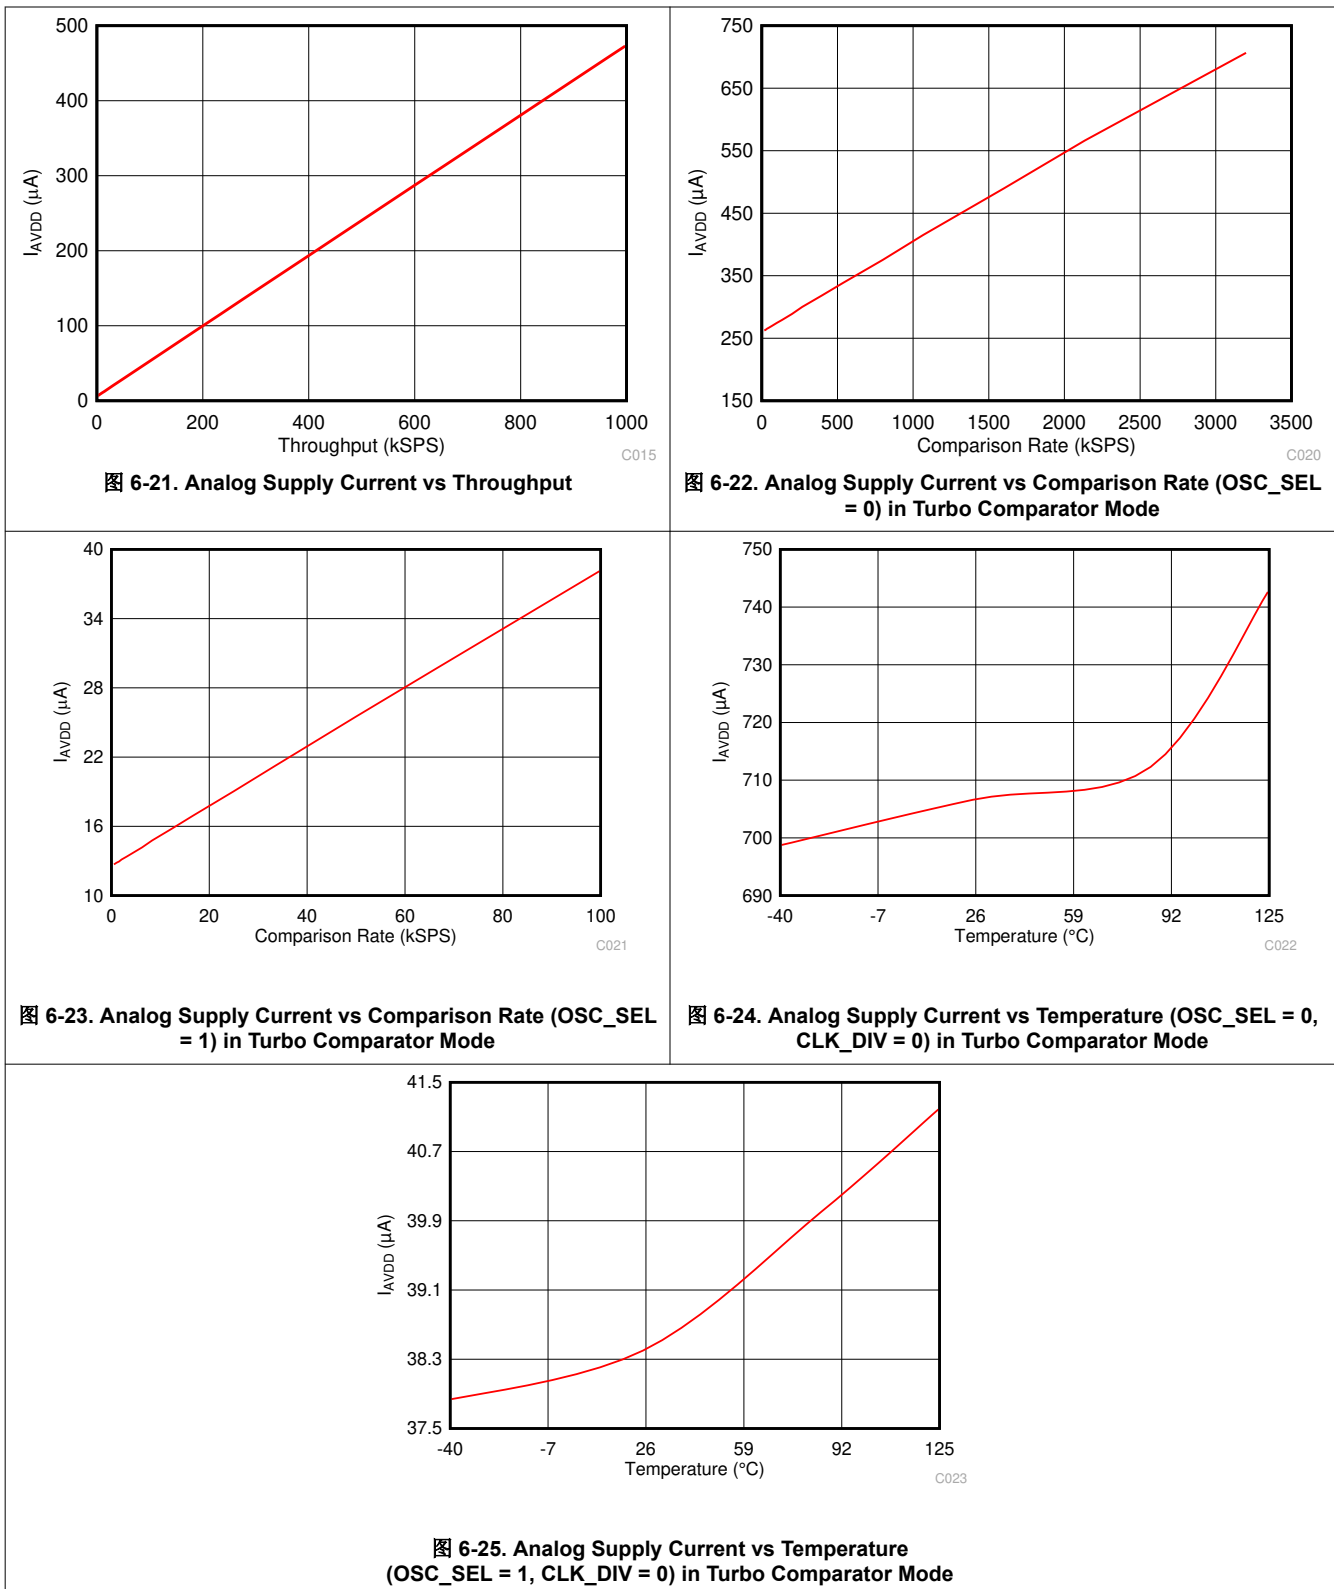 500
400
300
200
100
0
I_AVDD (μA)
0 200 400 600 800 1000
Throughput (kSPS)
C015
图 6-21. Analog Supply Current vs Throughput
750
650
550
450
350
250
150
I_AVDD (μA)
0 500 1000 1500 2000 2500 3000 3500
Comparison Rate (kSPS)
C020
图 6-22. Analog Supply Current vs Comparison Rate (OSC_SEL
= 0) in Turbo Comparator Mode
40
34
28
22
16
10
I_AVDD (μA)
0 20 40 60 80 100
Comparison Rate (kSPS)
C021
图 6-23. Analog Supply Current vs Comparison Rate (OSC_SEL
= 1) in Turbo Comparator Mode
750
740
730
720
710
700
690
I_AVDD (μA)
-40 -7 26 59 92 125
Temperature (°C)
C022
图 6-24. Analog Supply Current vs Temperature (OSC_SEL = 0,
CLK_DIV = 0) in Turbo Comparator Mode
41.5
40.7
39.9
39.1
38.3
37.5
I_AVDD (μA)
-40 -7 26 59 92 125
Temperature (°C)
C023
图 6-25. Analog Supply Current vs Temperature
(OSC_SEL = 1, CLK_DIV = 0) in Turbo Comparator Mode